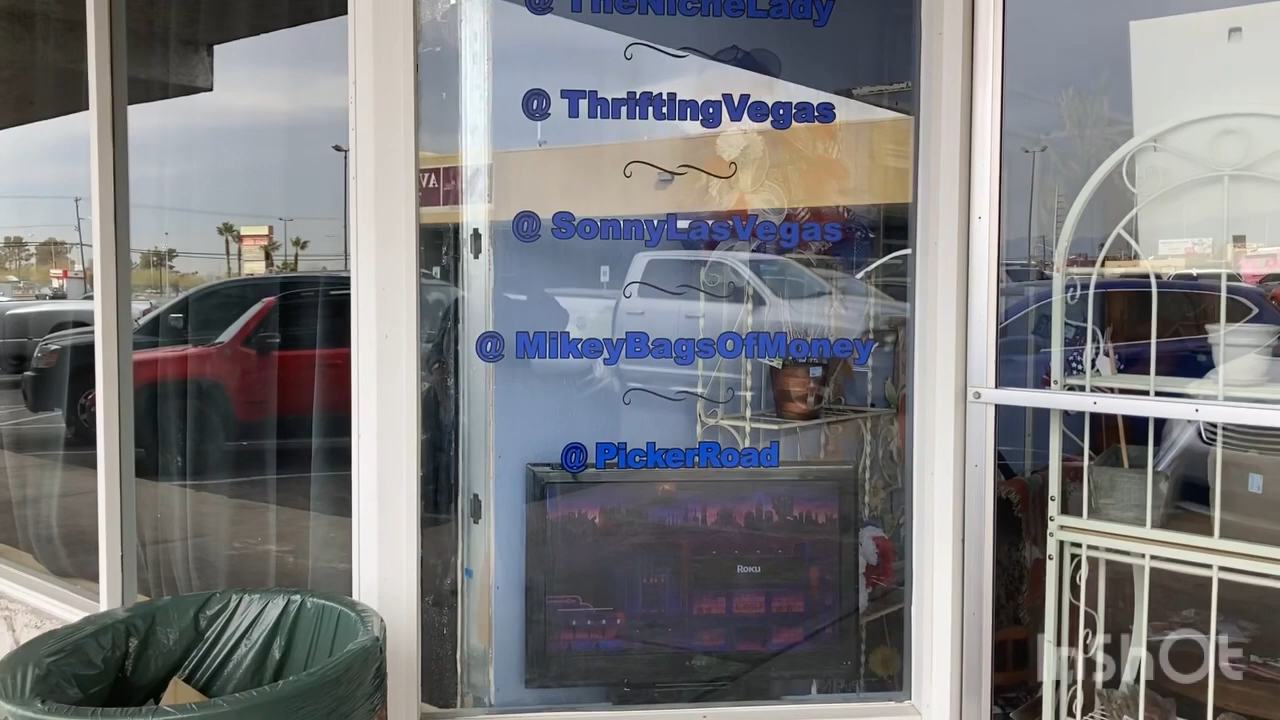 @ TheNicheLady
@ ThriftingVegas
@ SonnyLasVegas
@ MikeyBagsOfMoney
@ PickerRoad
Roku
InShOt